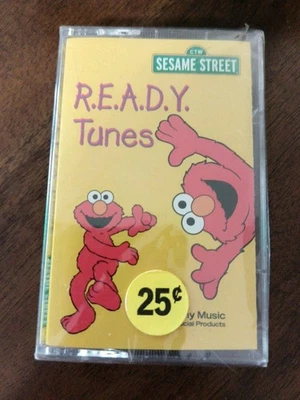 CTW
SESAME STREET
R.E.A.D.Y.
Tunes
25¢
Music
Products